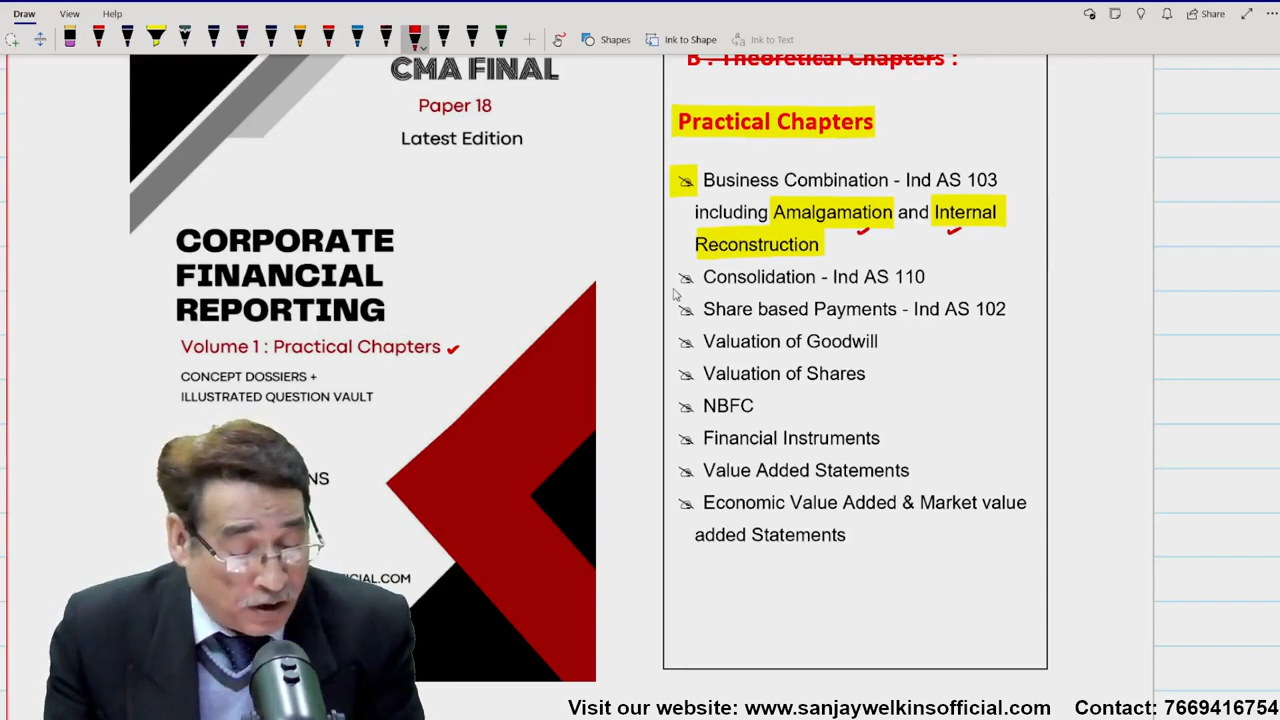 Draw View Help
Share
Shapes Ink to Shape Ink to Text
CMA FINAL
Paper 18
Latest Edition
CORPORATE
FINANCIAL
REPORTING
Volume 1 : Practical Chapters
CONCEPT DOSSIERS +
ILLUSTRATED QUESTION VAULT
B : Theoretical Chapters :
Practical Chapters
Business Combination - Ind AS 103
including Amalgamation and Internal
Reconstruction
Consolidation - Ind AS 110
Share based Payments - Ind AS 102
Valuation of Goodwill
Valuation of Shares
NBFC
Financial Instruments
Value Added Statements
Economic Value Added & Market value
added Statements
Visit our website: www.sanjaywelkinsofficial.com Contact: 7669416754